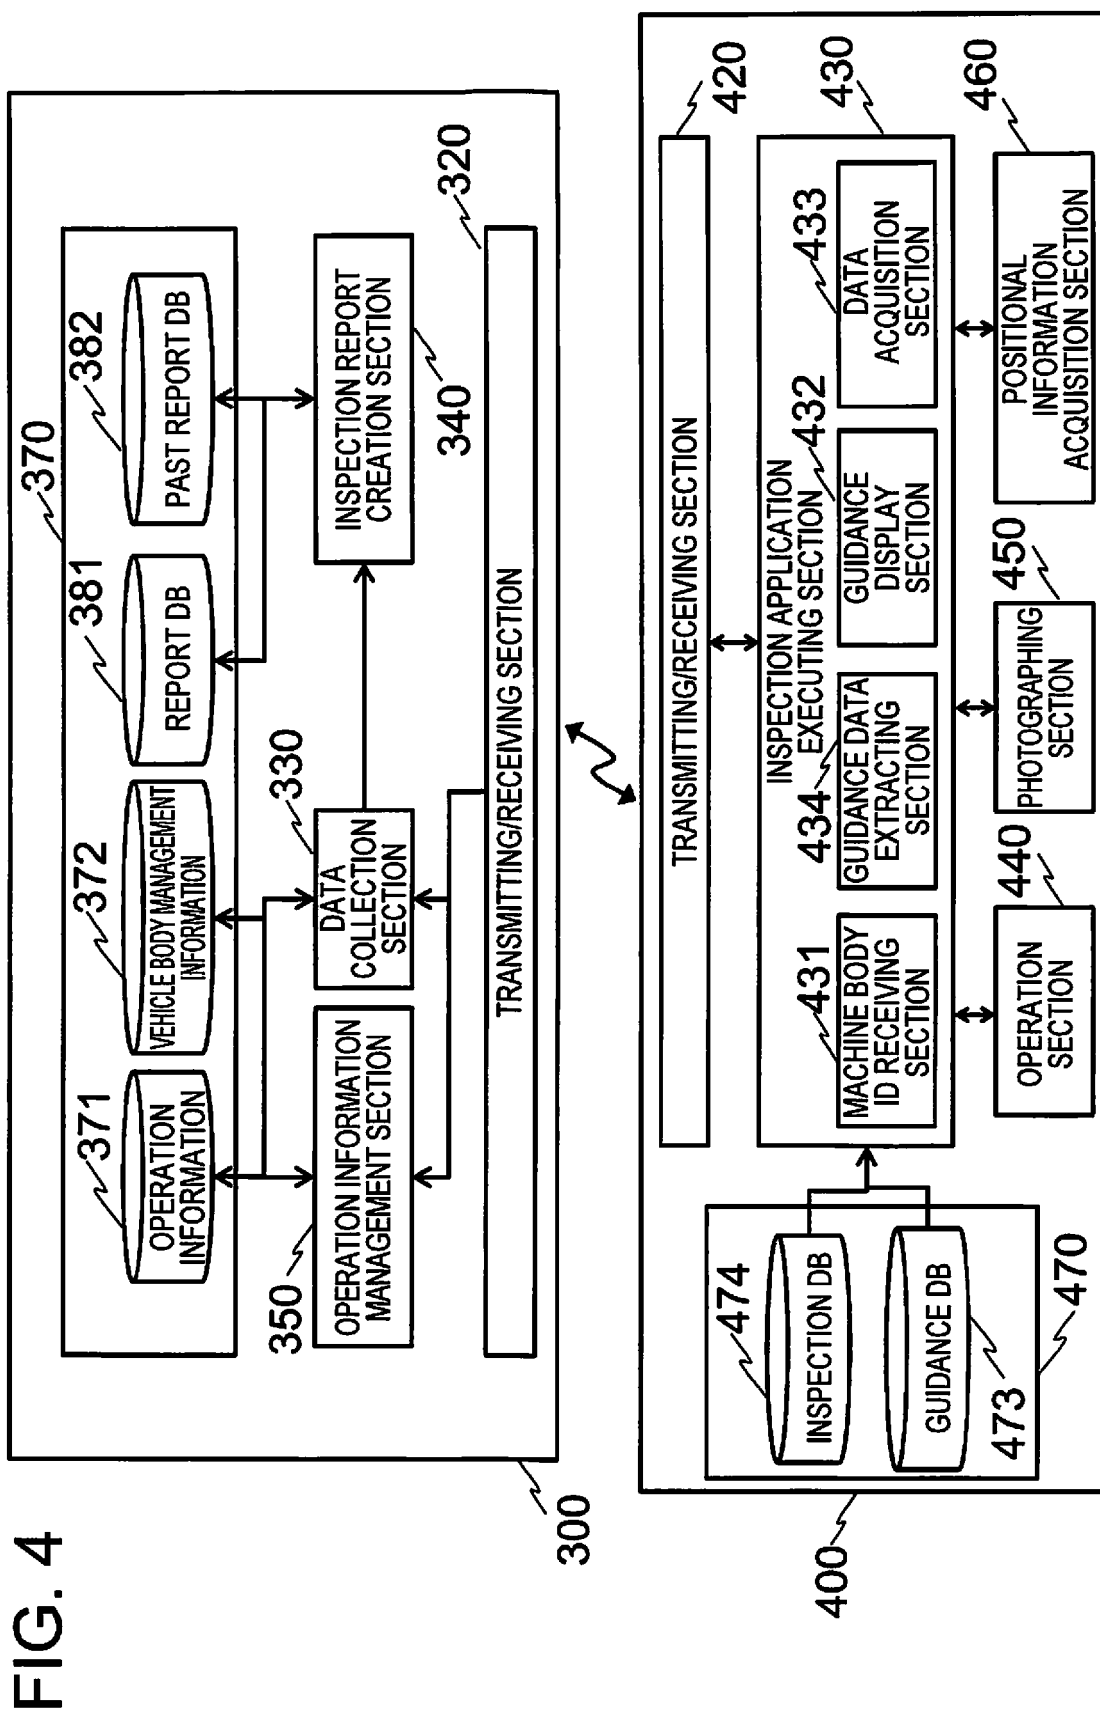 FIG. 4
300
370
371
OPERATION
INFORMATION
372
VEHICLE BODY MANAGEMENT
INFORMATION
381
REPORT DB
382
PAST REPORT DB
350
OPERATION INFORMATION
MANAGEMENT SECTION
330
DATA
COLLECTION
SECTION
INSPECTION REPORT
CREATION SECTION
340
320
TRANSMITTING/RECEIVING SECTION
400
420
TRANSMITTING/RECEIVING SECTION
430
INSPECTION APPLICATION
EXECUTING SECTION
474
INSPECTION DB
GUIDANCE DB
473
470
431
MACHINE BODY
ID RECEIVING
SECTION
434
GUIDANCE DATA
EXTRACTING
SECTION
432
GUIDANCE
DISPLAY
SECTION
433
DATA
ACQUISITION
SECTION
440
OPERATION
SECTION
450
PHOTOGRAPHING
SECTION
460
POSITIONAL
INFORMATION
ACQUISITION SECTION